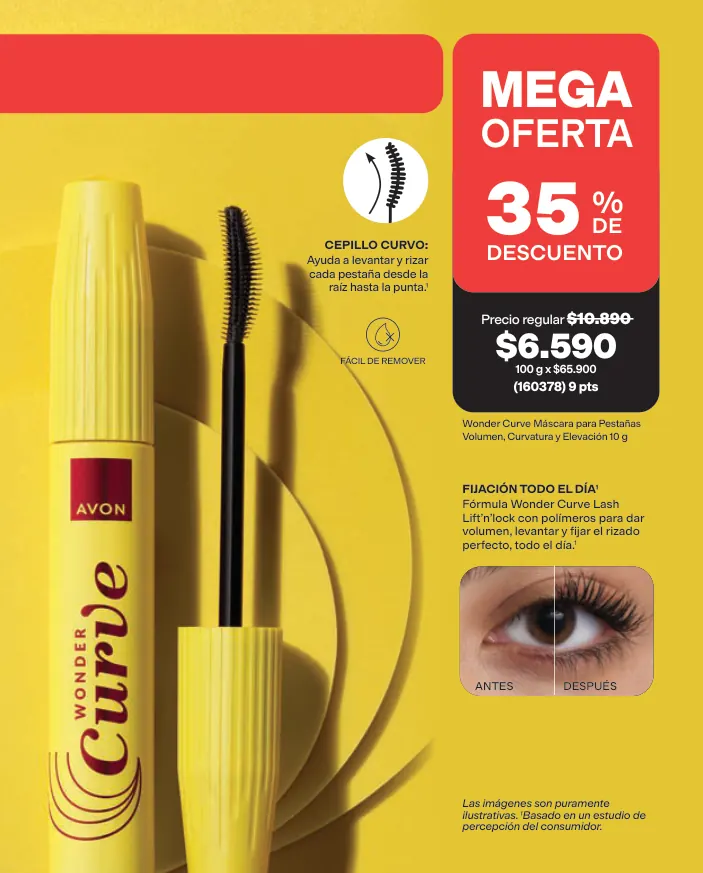 MEGA
OFERTA
35 %
DE
DESCUENTO
Precio regular $10.890
$6.590
100 g x $65.900
(160378) 9 pts
Wonder Curve Máscara para Pestañas
Volumen, Curvatura y Elevación 10 g
CEPILLO CURVO:
Ayuda a levantar y rizar
cada pestaña desde la
raíz hasta la punta.¹
FÁCIL DE REMOVER
AVON
WONDER
Curve
FIJACIÓN TODO EL DÍA¹
Fórmula Wonder Curve Lash
Lift’n’lock con polímeros para dar
volumen, levantar y fijar el rizado
perfecto, todo el día.¹
ANTES DESPUÉS
Las imágenes son puramente
ilustrativas. ¹Basado en un estudio de
percepción del consumidor.